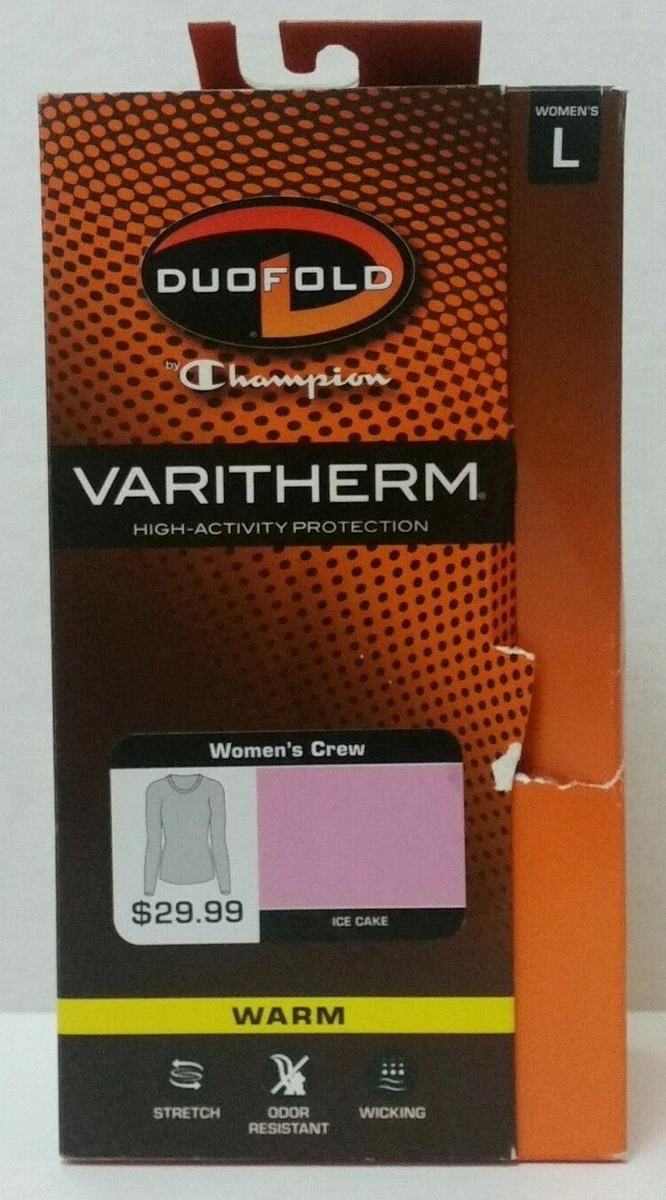 WOMEN'S
L
DUOFOLD
®
by Champion
VARITHERM®
HIGH-ACTIVITY PROTECTION
Women's Crew
$29.99
ICE CAKE
WARM
STRETCH
ODOR
RESISTANT
WICKING